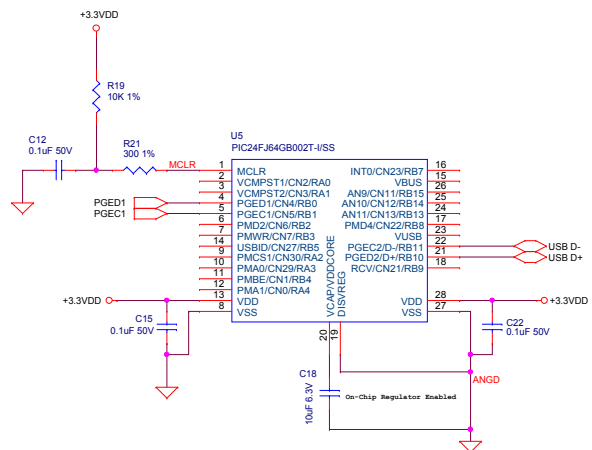 +3.3VDD
R19
10K 1%
C12
0.1uF 50V
R21
300 1%
MCLR
U5
PIC24FJ64GB002T-I/SS
1 MCLR INT0/CN23/RB7 16
2 VCMPST1/CN2/RA0 VBUS 15
3 VCMPST2/CN3/RA1 AN9/CN11/RB15 26
PGED1 4 PGED1/CN4/RB0 AN10/CN12/RB14 25
PGEC1 5 PGEC1/CN5/RB1 AN11/CN13/RB13 24
6 PMD2/CN6/RB2 PMD4/CN22/RB8 17
7 PMWR/CN7/RB3 VUSB 23
14 USBID/CN27/RB5 PGEC2/D-/RB11 22 USB D-
9 PMCS1/CN30/RA2 PGED2/D+/RB10 21 USB D+
10 PMA0/CN29/RA3 RCV/CN21/RB9 18
11 PMBE/CN1/RB4
12 PMA1/CN0/RA4
+3.3VDD 13 VDD VDD 28 +3.3VDD
8 VSS VSS 27
VCAP/VDDCORE
DISVREG
20
19
C15
0.1uF 50V
C22
0.1uF 50V
C18
10uF 6.3V
On-Chip Regulator Enabled
ANGD